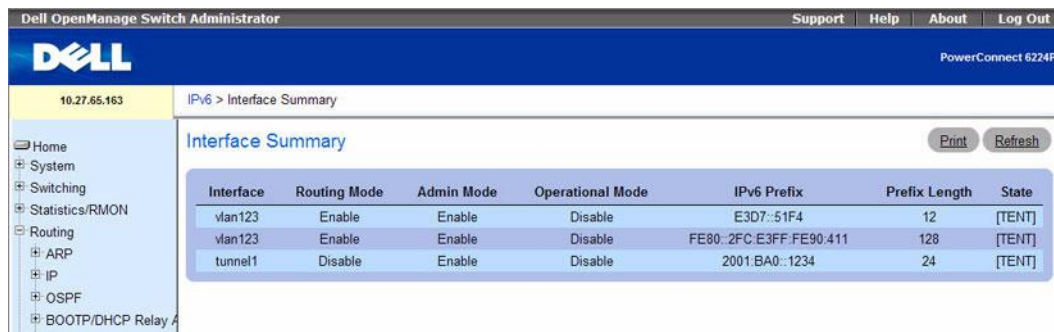 Dell OpenManage Switch Administrator
Support Help About Log Out
DELL
PowerConnect 6224P
10.27.65.163
IPv6 > Interface Summary
Home
System
Switching
Statistics/RMON
Routing
ARP
IP
OSPF
BOOTP/DHCP Relay A
Interface Summary
Print Refresh
Interface Routing Mode Admin Mode Operational Mode IPv6 Prefix Prefix Length State
vlan123 Enable Enable Disable E3D7::51F4 12 [TENT]
vlan123 Enable Enable Disable FE80::2FC:E3FF:FE90:411 128 [TENT]
tunnel1 Disable Enable Disable 2001:BA0::1234 24 [TENT]